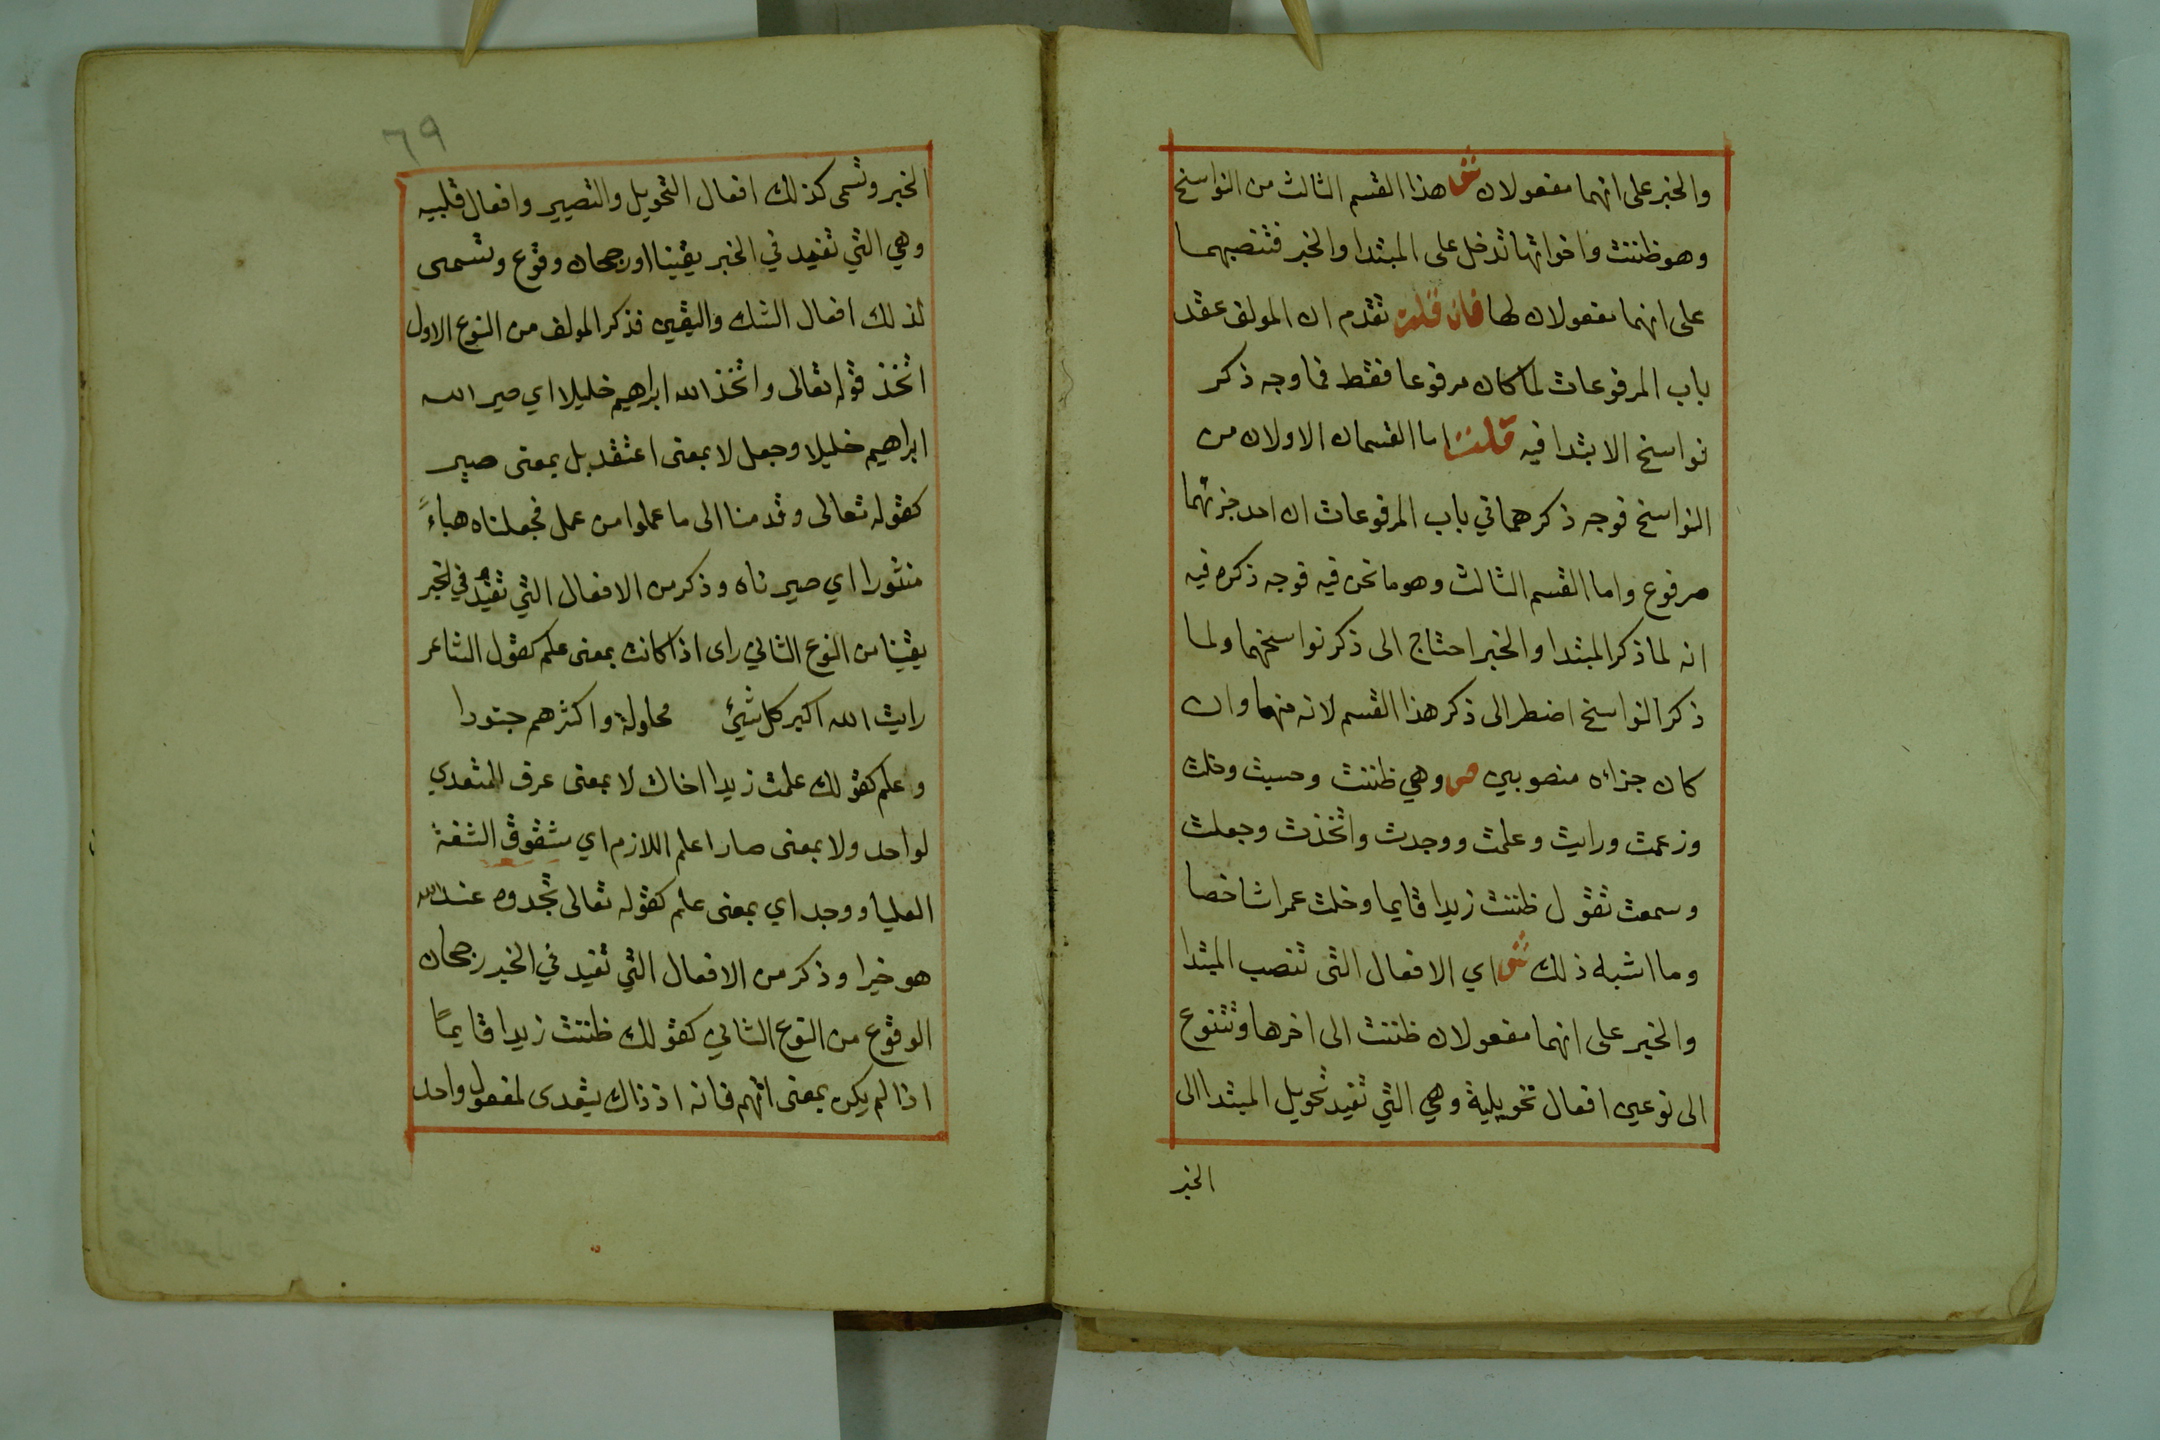 والخبر على انهما مفعولان ش هذا القسم الثالث من النواسخ
وهو ظننت واخواتها تدخل على المبتدا والخبر فتنصبهما
على انهما مفعولان لها فان قلت تقدم ان المولف عقد
باب المرفوعات لما كان مرفوعا فقط فما وجه ذكر
نواسخ الابتدا فيه قلت اما القسمان الاولان من
النواسخ فوجه ذكرهما في باب المرفوعات ان احد جزئهما
مرفوع واما القسم الثالث وهو ما نحن فيه فوجه ذكره فيه
انه لما ذكر المبتدا والخبر احتاج الى ذكر نواسخهما ولما
ذكر النواسخ اضطر الى ذكر هذا القسم لانه منهما وان
كان جزاه منصوبين ص وهي ظننت وحسبت وخلت
وزعمت ورايت وعلمت ووجدت واتخذت وجعلت
وسمعت تقول ظننت زيدا قايما وخلت عمرا شاخصا
وما اشبه ذلك ش اي الافعال التى تنصب المبتدا
والخبر على انهما مفعولان ظننت الى اخرها وتتنوع
الى نوعين افعال تحويلية وهي التي تفيد تحويل المبتدا الى
الخبر
٦٩
الخبر وتسمى كذلك افعال التحويل والتصيير وافعال قلبيه
وهي التي تفيد في الخبر يقينا او رجحان وقوع وتسمى
لذلك افعال الشك واليقين فذكر المولف من النوع الاول
اتخذ قوله تعالى واتخذ الله ابراهيم خليلا اي صير الله
ابراهيم خليلا وجعل لا بمعنى اعتقد بل بمعنى صير
كقوله تعالى وقدمنا الى ما عملوا من عمل فجعلناه هباءً
منثورا اي صيرناه وذكر من الافعال التي تفيد في الخبر
يقينا من النوع الثاني راى اذا كانت بمعنى علم كقول الشاعر
رايت الله اكبر كل شيئ محاولة واكثرهم جنودا
وعلم كقولك علمت زيدا اخاك لا بمعنى عرف المتعدي
لواحد ولا بمعنى صار اعلم اللازم اي مشقوق الشفة
العليا ووجد اي بمعنى علم كقوله تعالى تجدوه عند الله
هو خيرا وذكر من الافعال التي تفيد في الخبر رجحان
الوقوع من النوع الثاني كقولك ظننت زيدا قايماً
اذا لم يكن بمعنى اتهم فانه اذ ذاك يتعدى لمفعول واحد